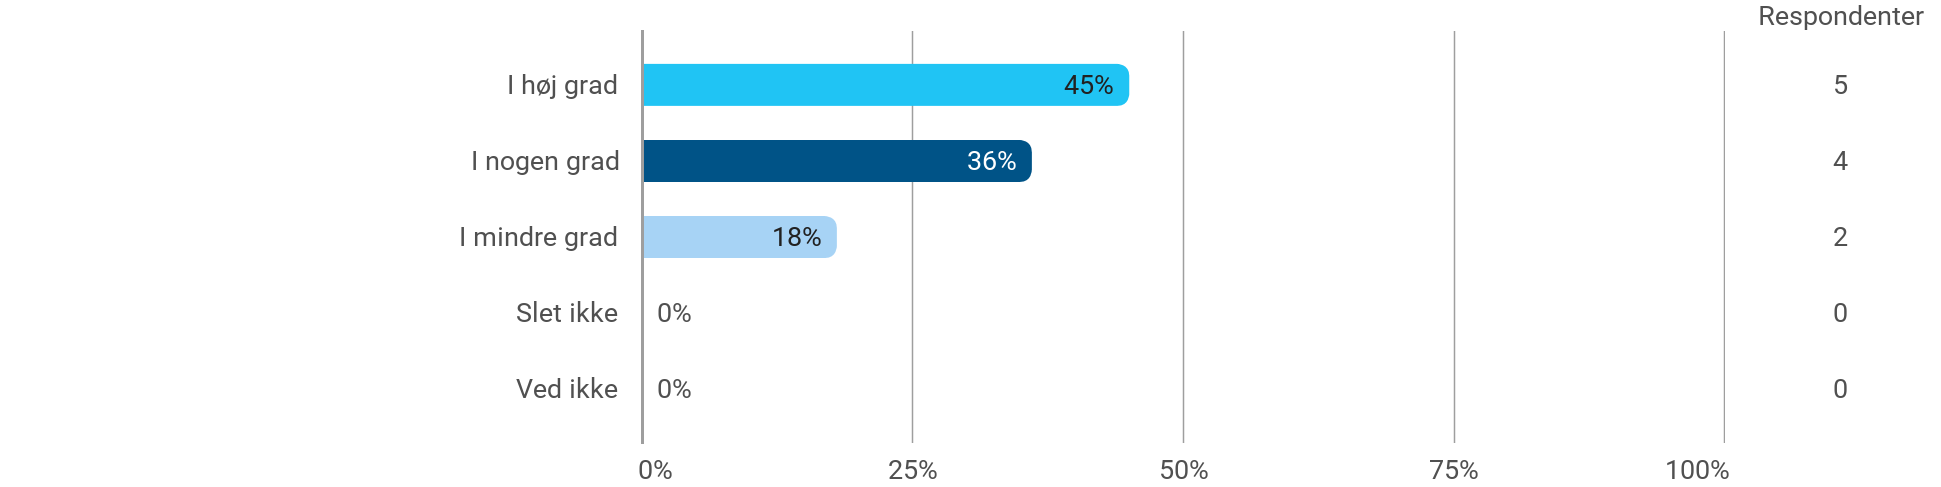 Respondenter
I høj grad 45% 5
I nogen grad 36% 4
I mindre grad 18% 2
Slet ikke 0% 0
Ved ikke 0% 0
0% 25% 50% 75% 100%